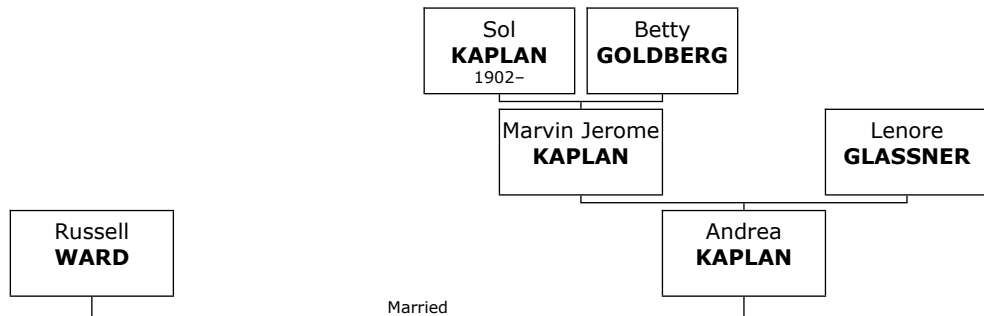 Sol
KAPLAN
1902–
Betty
GOLDBERG
Marvin Jerome
KAPLAN
Lenore
GLASSNER
Russell
WARD
Andrea
KAPLAN
Married